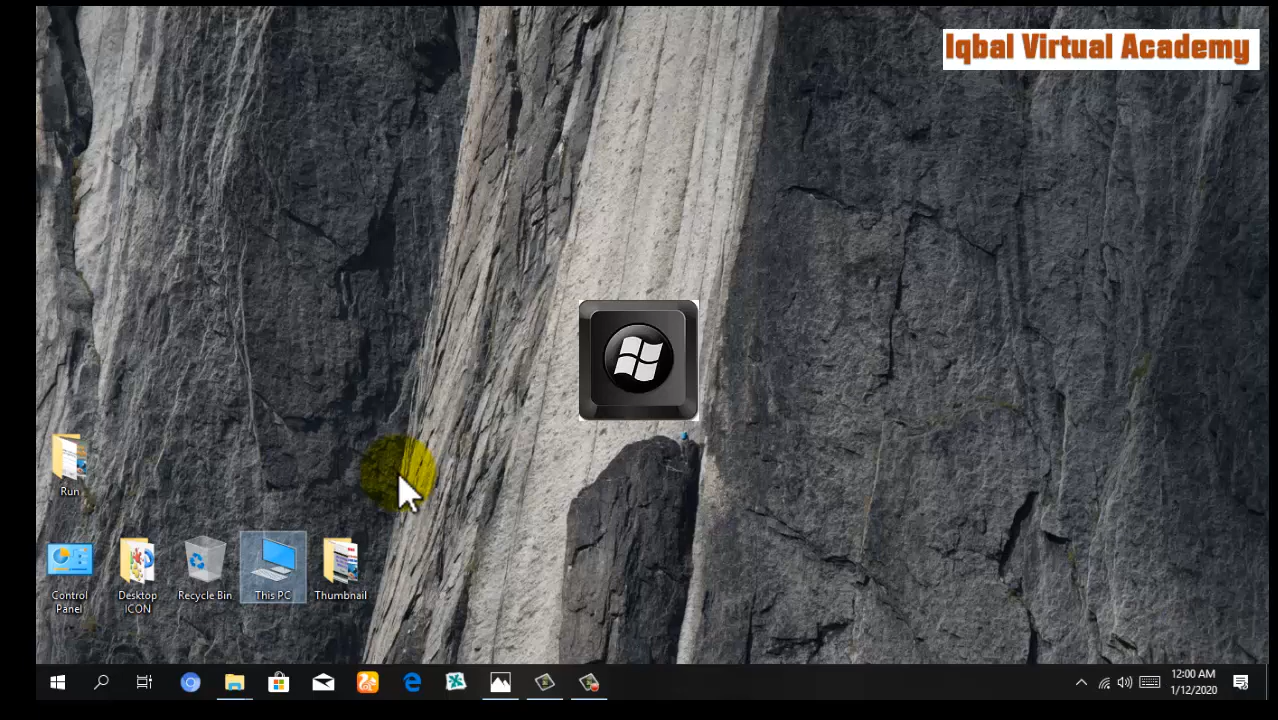 Iqbal Virtual Academy
Run
Control
Panel
Desktop
ICON
Recycle Bin
This PC
Thumbnail
12:00 AM
1/12/2020